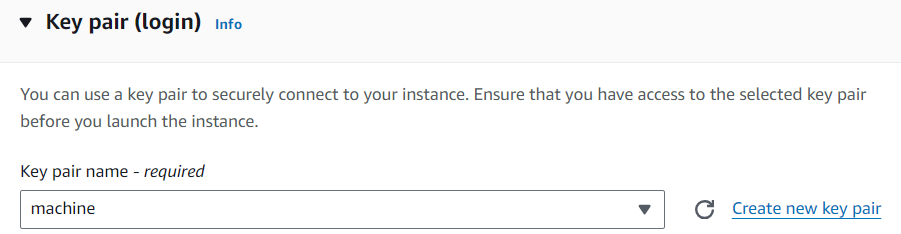 Key pair (login) Info
You can use a key pair to securely connect to your instance. Ensure that you have access to the selected key pair
before you launch the instance.
Key pair name - required
machine Create new key pair